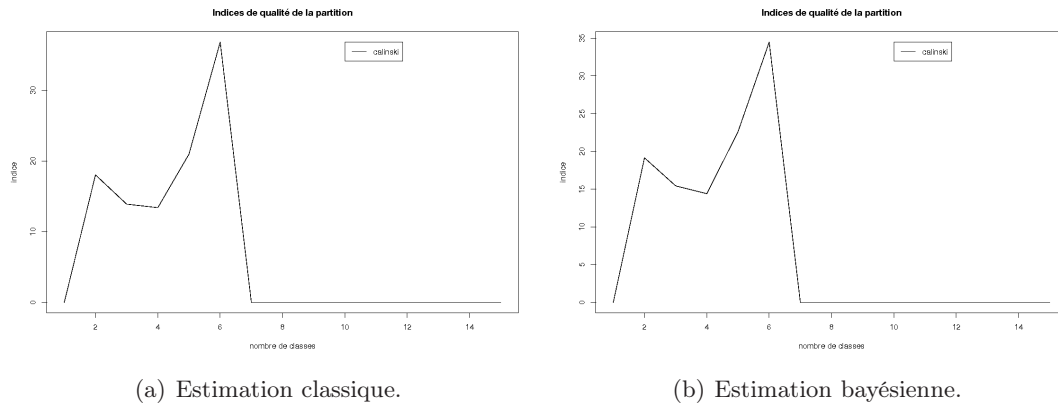 Indices de qualité de la partition
calinski
indice
0
10
20
30
2
4
6
8
10
12
14
nombre de classes
(a) Estimation classique.
Indices de qualité de la partition
calinski
indice
0
5
10
15
20
25
30
35
2
4
6
8
10
12
14
nombre de classes
(b) Estimation bayésienne.